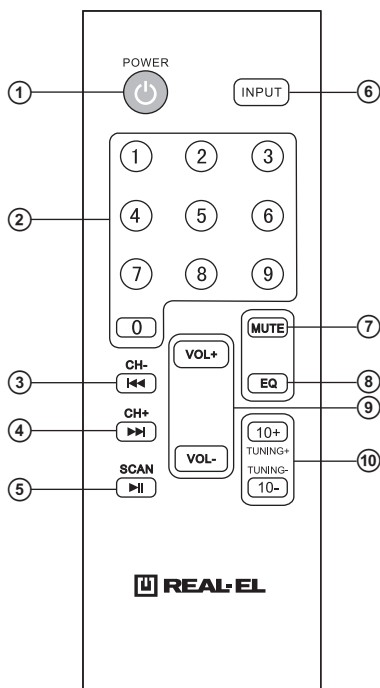 POWER
1
INPUT
6
1 2 3
2
4 5 6
7 8 9
0
VOL+
MUTE
7
CH-
3
EQ
8
9
CH+
4
10+
TUNING+
10
VOL-
TUNING-
10-
SCAN
5
REAL-EL